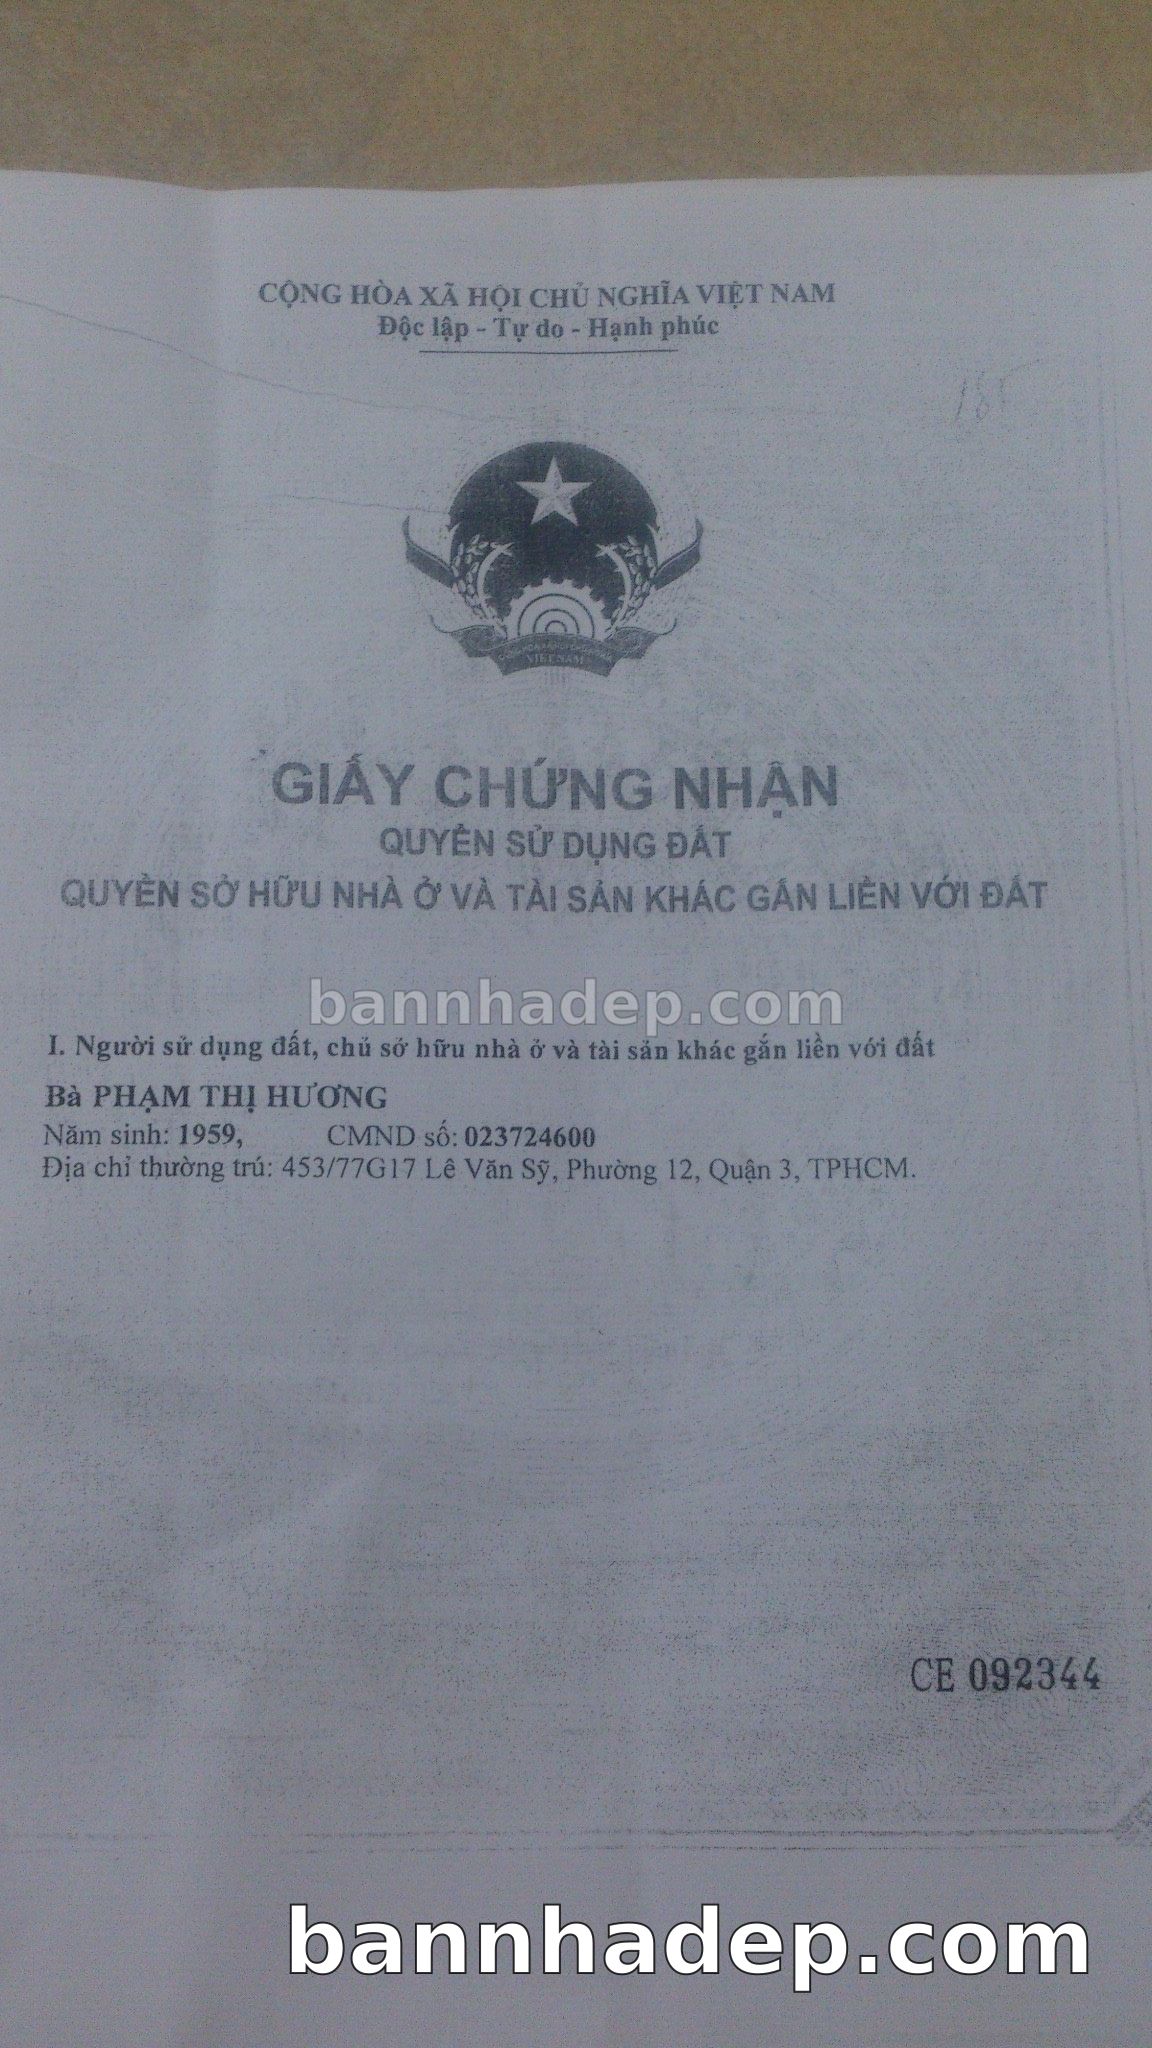 CỘNG HÒA XÃ HỘI CHỦ NGHĨA VIỆT NAM
Độc lập - Tự do - Hạnh phúc
VIETNAM
GIẤY CHỨNG NHẬN
QUYỀN SỬ DỤNG ĐẤT
QUYỀN SỞ HỮU NHÀ Ở VÀ TÀI SẢN KHÁC GẮN LIỀN VỚI ĐẤT
bannhadep.com
I. Người sử dụng đất, chủ sở hữu nhà ở và tài sản khác gắn liền với đất
Bà PHẠM THỊ HƯƠNG
Năm sinh: 1959, CMND số: 023724600
Địa chỉ thường trú: 453/77G17 Lê Văn Sỹ, Phường 12, Quận 3, TPHCM.
CE 092344
bannhadep.com